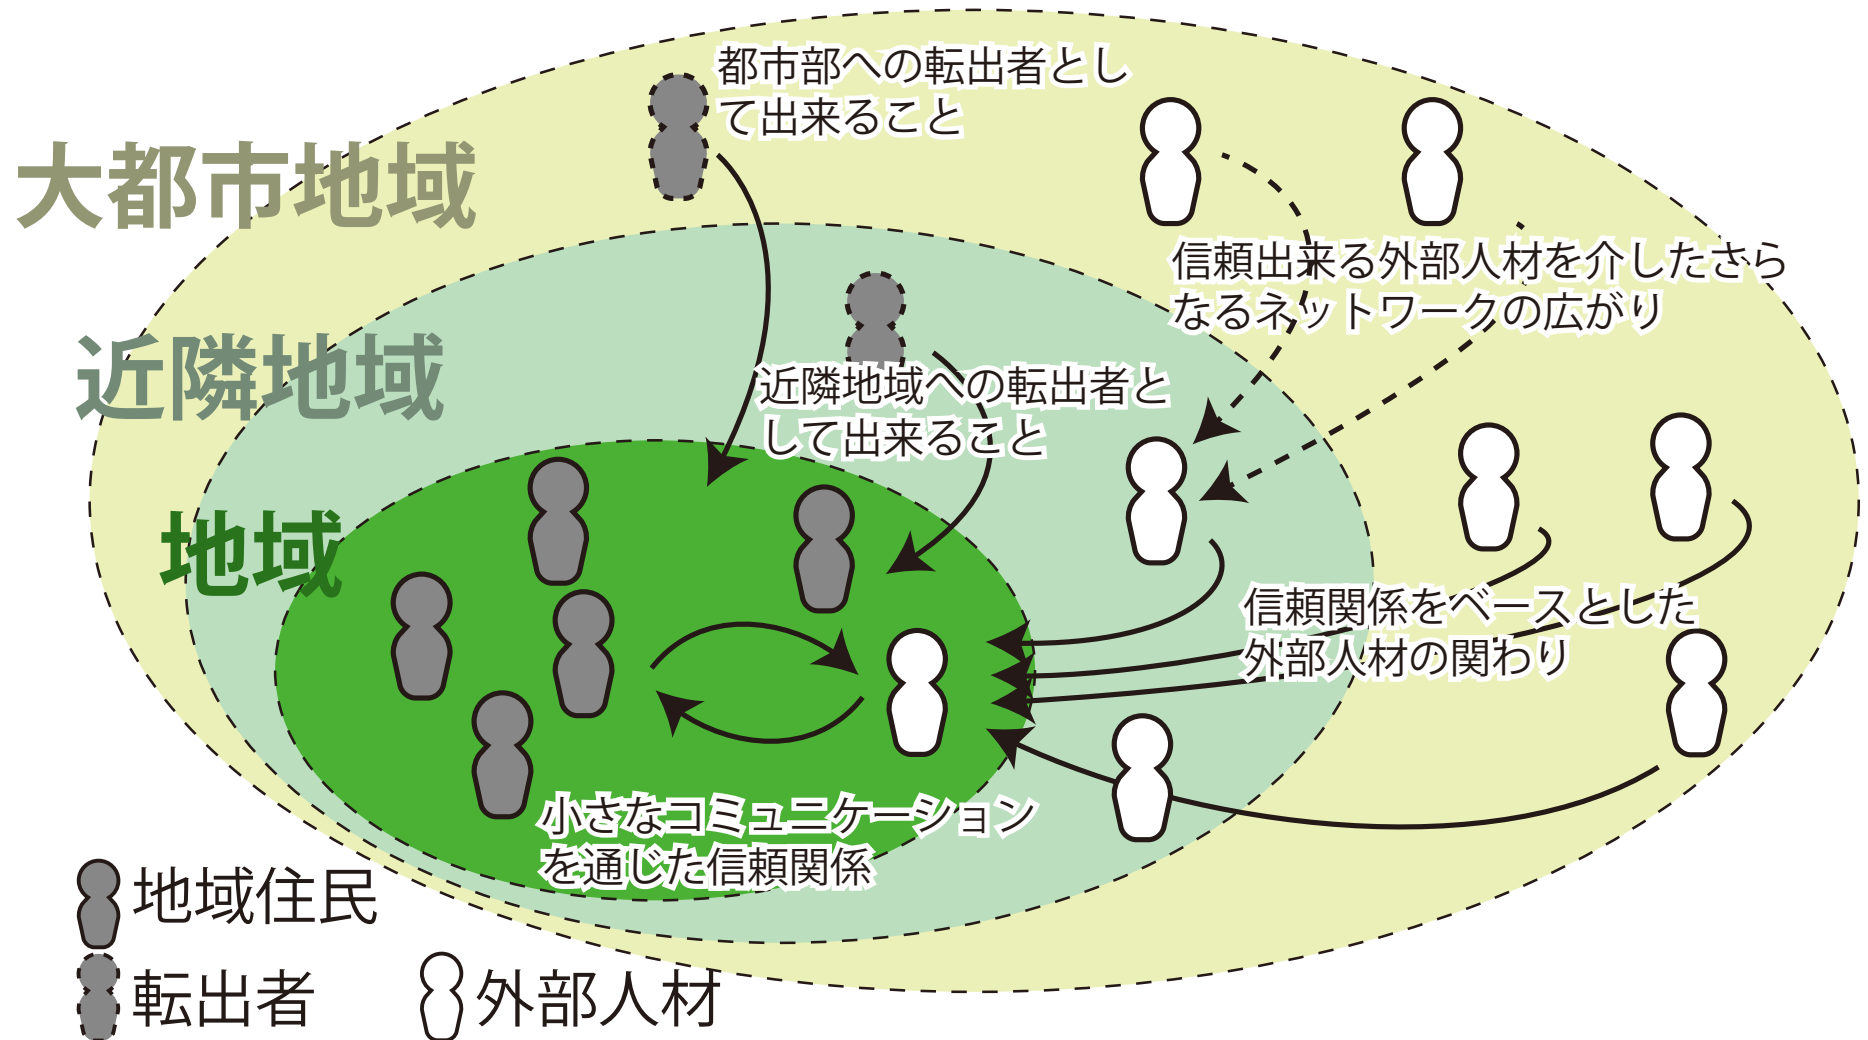 都市部への転出者とし
て出来ること
大都市地域
信頼出来る外部人材を介したさら
なるネットワークの広がり
近隣地域
近隣地域への転出者と
して出来ること
地域
信頼関係をベースとした
外部人材の関わり
小さなコミュニケーション
を通じた信頼関係
地域住民
転出者
外部人材